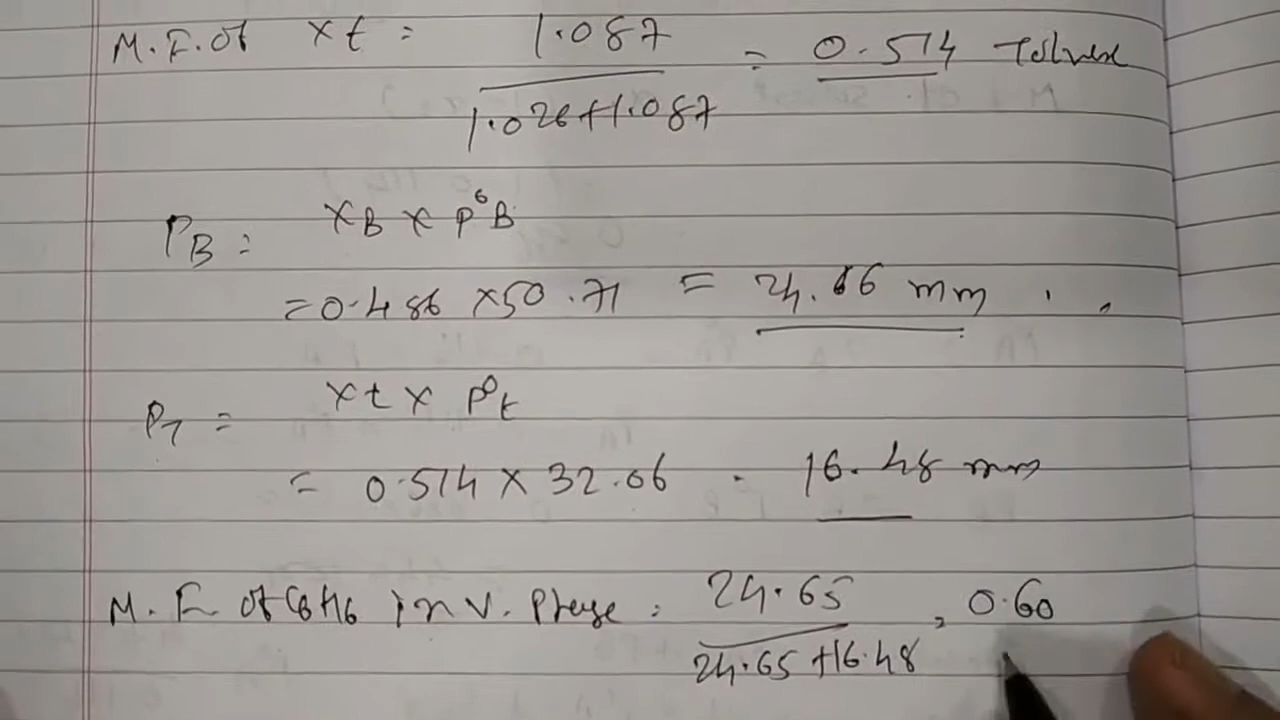 M.F. of xt = 1.087 / 1.026+1.087 = 0.514 Toluene
PB = xB × P°B
= 0.486 × 50.71 = 24.66 mm
PT = xt × P°t
= 0.514 × 32.06 = 16.48 mm
M.F. of C6H6 in V. Phase = 24.65 / 24.65+16.48 , 0.60